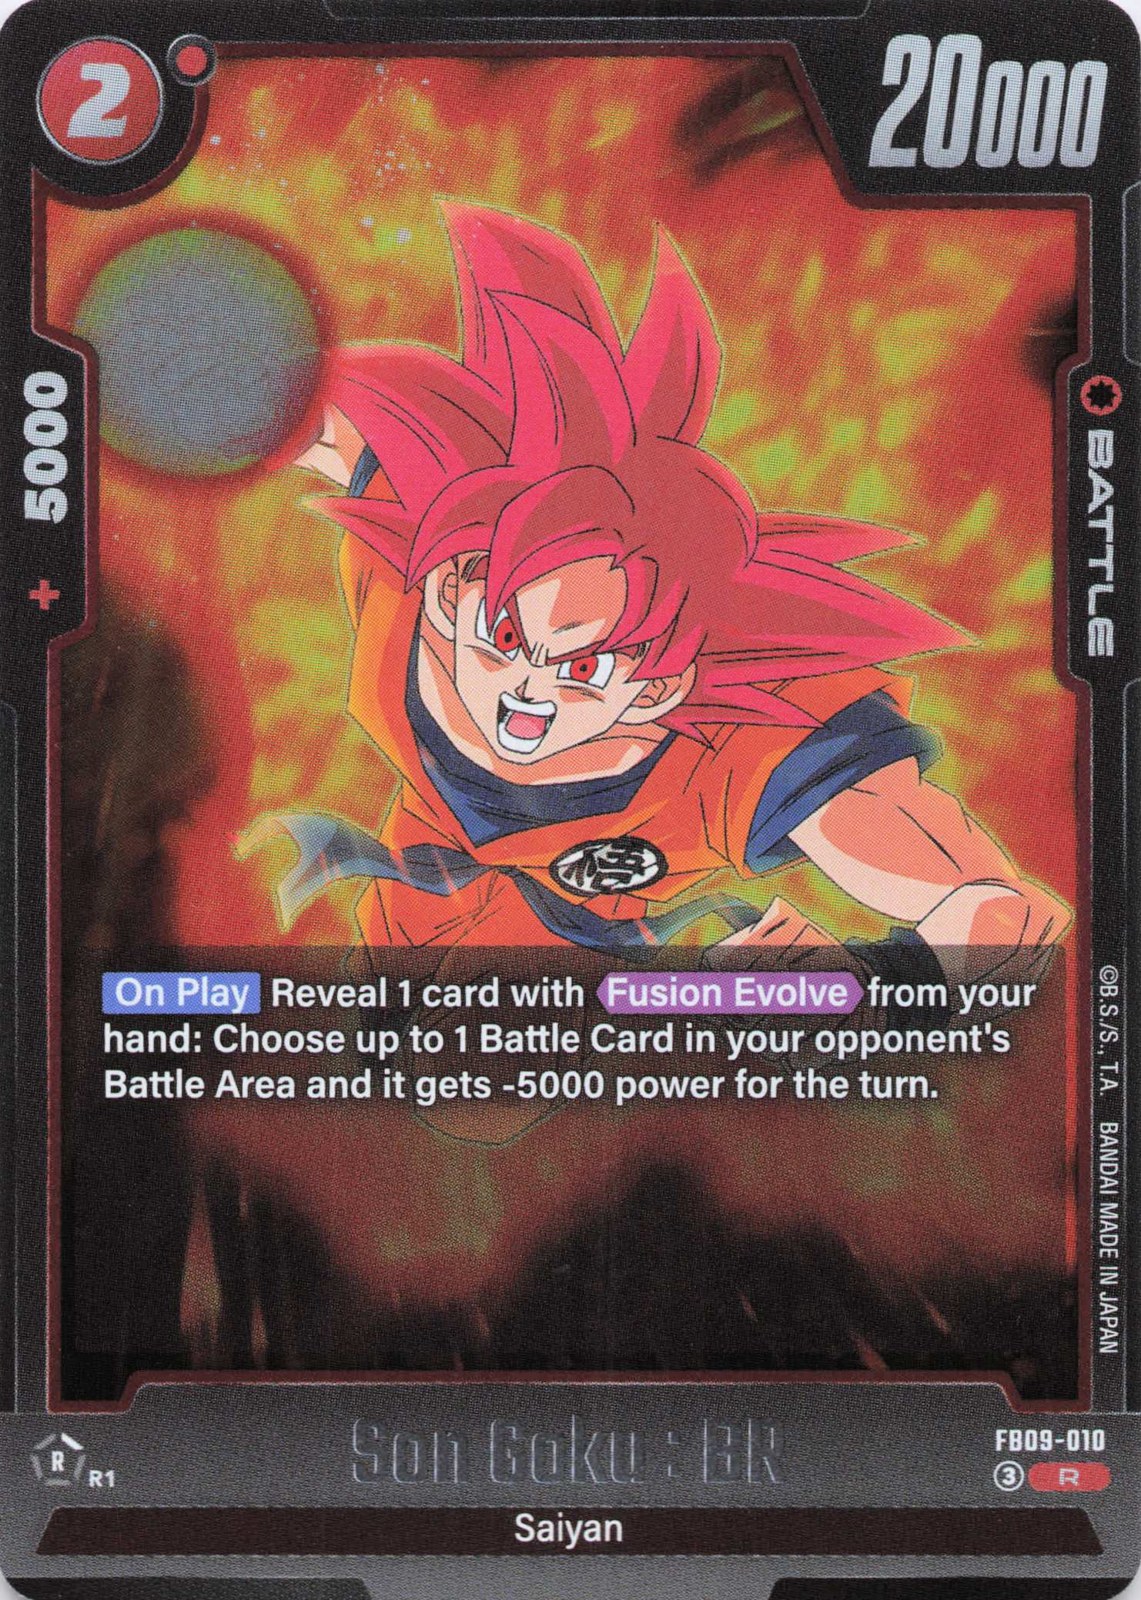 2
20000
+ 5000
BATTLE
悟
On Play Reveal 1 card with Fusion Evolve from your
hand: Choose up to 1 Battle Card in your opponent's
Battle Area and it gets -5000 power for the turn.
©B.S./S., T.A. BANDAI MADE IN JAPAN
Son Goku : BR
FB09-010
R
R1
3 R
Saiyan